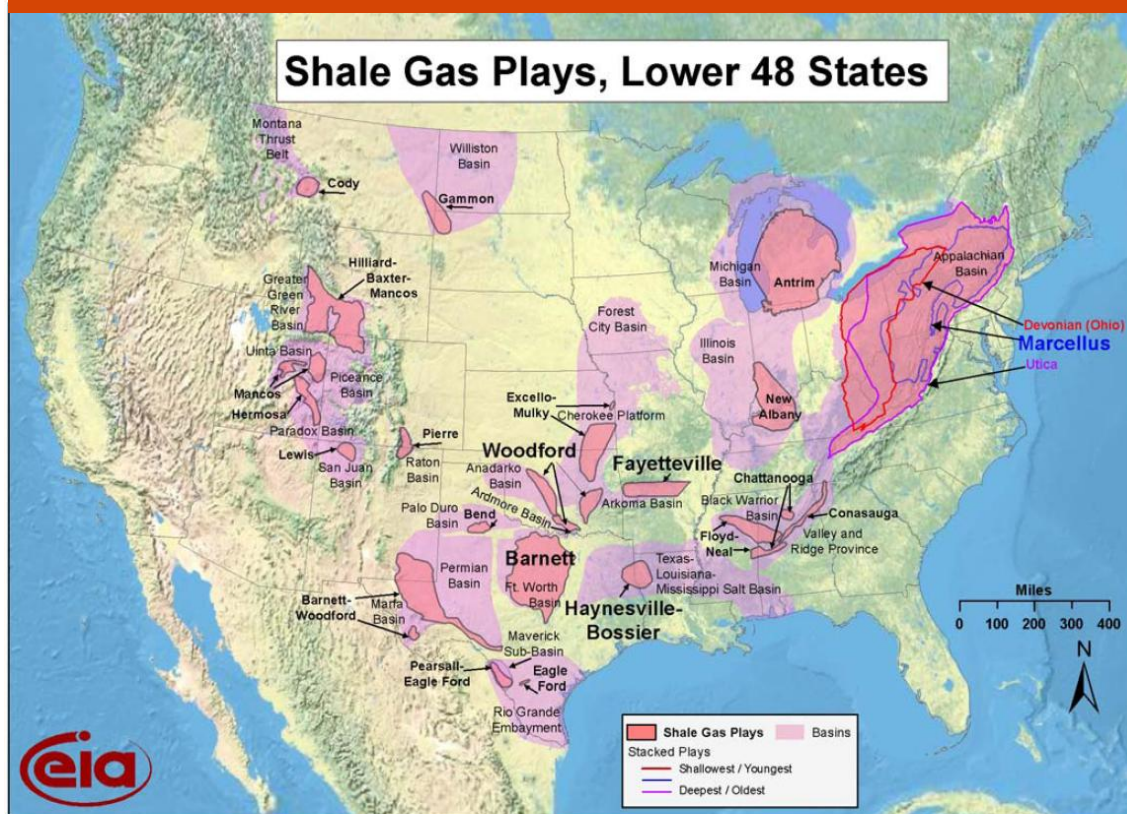 Shale Gas Plays, Lower 48 States
Montana
Thrust
Belt
Cody
Williston
Basin
Gammon
Hilliard-
Baxter-
Mancos
Greater
Green
River
Basin
Uinta Basin
Mancos
Piceance
Basin
Hermosa
Paradox Basin
Lewis
San Juan
Basin
Pierre
Raton
Basin
Michigan
Basin
Antrim
Forest
City Basin
Illinois
Basin
New
Albany
Excello-
Mulky
Cherokee Platform
Appalachian
Basin
Devonian (Ohio)
Marcellus
Utica
Woodford
Anadarko
Basin
Ardmore Basin
Palo Duro
Basin
Bend
Fayetteville
Arkoma Basin
Chattanooga
Black Warrior
Basin
Conasauga
Floyd-
Neal
Valley and
Ridge Province
Barnett
Ft. Worth
Basin
Permian
Basin
Barnett-
Woodford
Marfa
Basin
Texas-
Louisiana-
Mississippi Salt Basin
Haynesville-
Bossier
Maverick
Sub-Basin
Pearsall-
Eagle Ford
Eagle
Ford
Rio Grande
Embayment
Miles
0 100 200 300 400
N
Shale Gas Plays
Basins
Stacked Plays
Shallowest / Youngest
Deepest / Oldest
eia